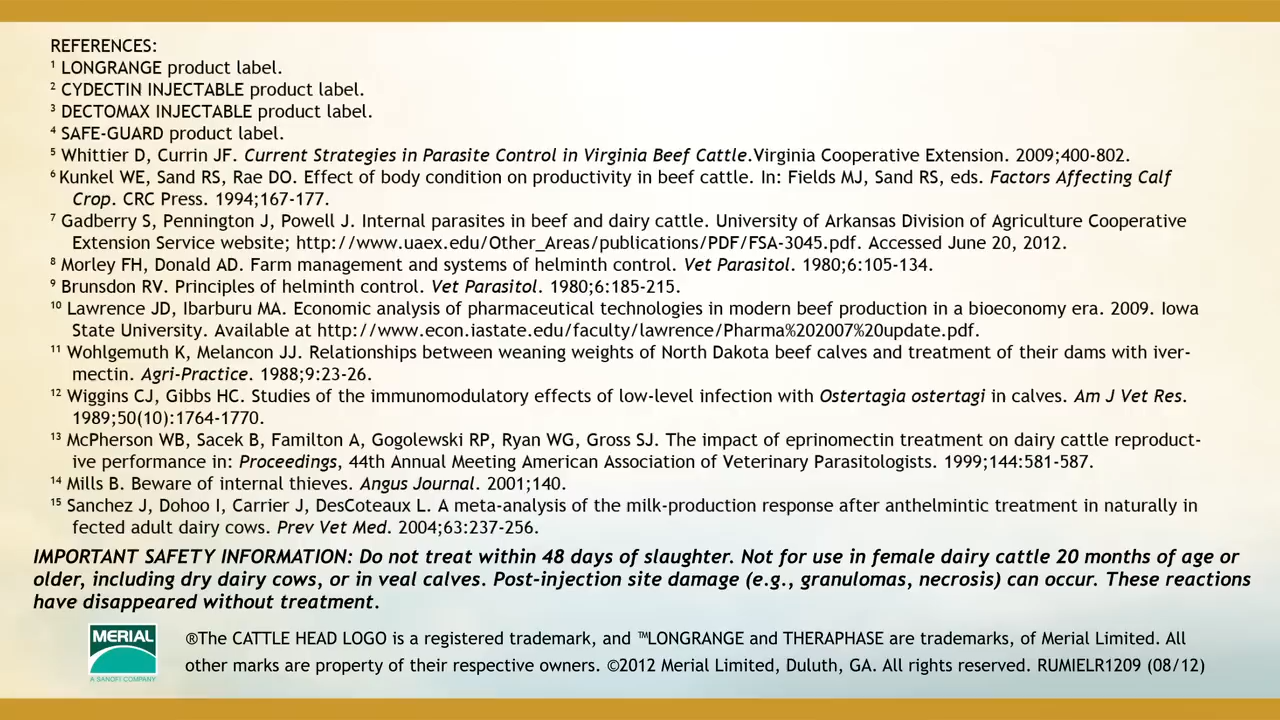 REFERENCES:
¹ LONGRANGE product label.
² CYDECTIN INJECTABLE product label.
³ DECTOMAX INJECTABLE product label.
⁴ SAFE-GUARD product label.
⁵ Whittier D, Currin JF. Current Strategies in Parasite Control in Virginia Beef Cattle.Virginia Cooperative Extension. 2009;400-802.
⁶ Kunkel WE, Sand RS, Rae DO. Effect of body condition on productivity in beef cattle. In: Fields MJ, Sand RS, eds. Factors Affecting Calf
Crop. CRC Press. 1994;167-177.
⁷ Gadberry S, Pennington J, Powell J. Internal parasites in beef and dairy cattle. University of Arkansas Division of Agriculture Cooperative
Extension Service website; http://www.uaex.edu/Other_Areas/publications/PDF/FSA-3045.pdf. Accessed June 20, 2012.
⁸ Morley FH, Donald AD. Farm management and systems of helminth control. Vet Parasitol. 1980;6:105-134.
⁹ Brunsdon RV. Principles of helminth control. Vet Parasitol. 1980;6:185-215.
¹⁰ Lawrence JD, Ibarburu MA. Economic analysis of pharmaceutical technologies in modern beef production in a bioeconomy era. 2009. Iowa
State University. Available at http://www.econ.iastate.edu/faculty/lawrence/Pharma%202007%20update.pdf.
¹¹ Wohlgemuth K, Melancon JJ. Relationships between weaning weights of North Dakota beef calves and treatment of their dams with iver-
mectin. Agri-Practice. 1988;9:23-26.
¹² Wiggins CJ, Gibbs HC. Studies of the immunomodulatory effects of low-level infection with Ostertagia ostertagi in calves. Am J Vet Res.
1989;50(10):1764-1770.
¹³ McPherson WB, Sacek B, Familton A, Gogolewski RP, Ryan WG, Gross SJ. The impact of eprinomectin treatment on dairy cattle reproduct-
ive performance in: Proceedings, 44th Annual Meeting American Association of Veterinary Parasitologists. 1999;144:581-587.
¹⁴ Mills B. Beware of internal thieves. Angus Journal. 2001;140.
¹⁵ Sanchez J, Dohoo I, Carrier J, DesCoteaux L. A meta-analysis of the milk-production response after anthelmintic treatment in naturally in
fected adult dairy cows. Prev Vet Med. 2004;63:237-256.
IMPORTANT SAFETY INFORMATION: Do not treat within 48 days of slaughter. Not for use in female dairy cattle 20 months of age or
older, including dry dairy cows, or in veal calves. Post-injection site damage (e.g., granulomas, necrosis) can occur. These reactions
have disappeared without treatment.
MERIAL
A SANOFI COMPANY
®The CATTLE HEAD LOGO is a registered trademark, and ™LONGRANGE and THERAPHASE are trademarks, of Merial Limited. All
other marks are property of their respective owners. ©2012 Merial Limited, Duluth, GA. All rights reserved. RUMIELR1209 (08/12)